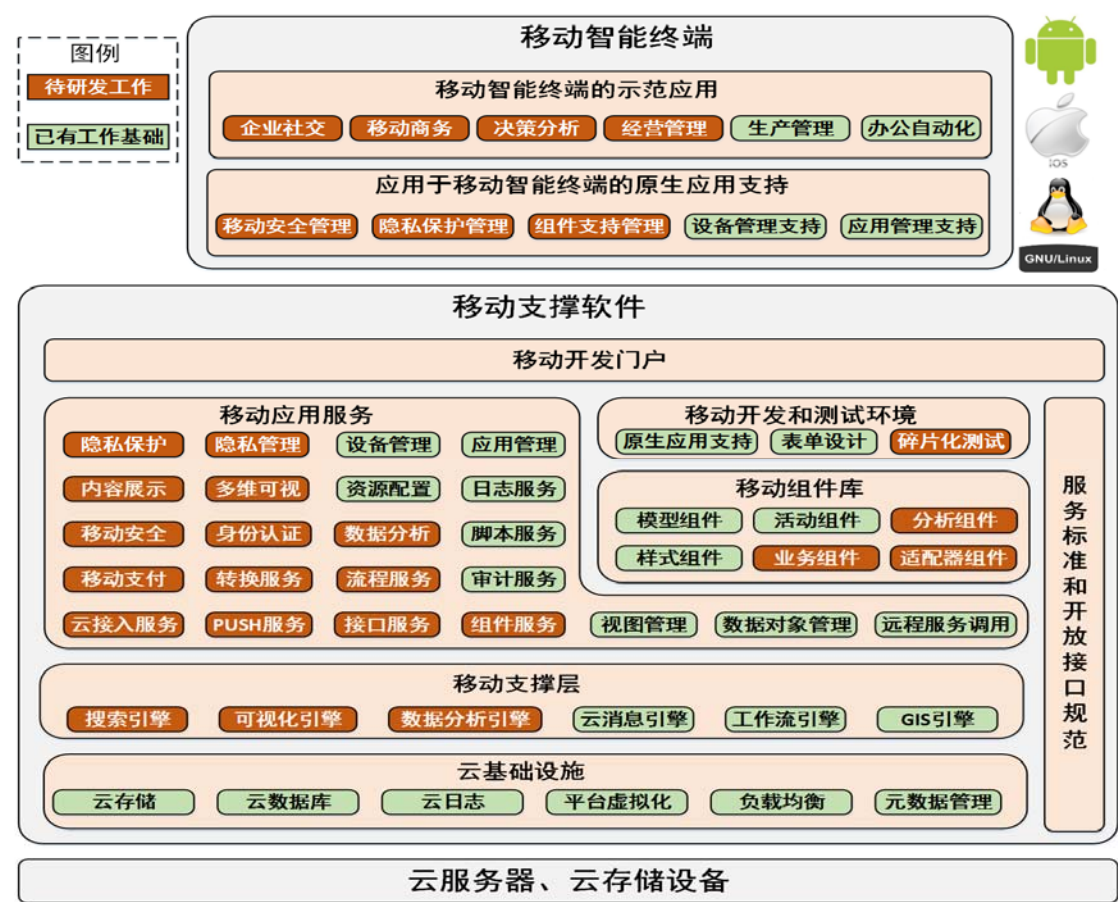 图例
待研发工作
已有工作基础
移动智能终端
移动智能终端的示范应用
企业社交 移动商务 决策分析 经营管理 生产管理 办公自动化
应用于移动智能终端的原生应用支持
移动安全管理 隐私保护管理 组件支持管理 设备管理支持 应用管理支持
iOS
GNU/Linux
移动支撑软件
移动开发门户
移动应用服务
隐私保护 隐私管理 设备管理 应用管理
内容展示 多维可视 资源配置 日志服务
移动安全 身份认证 数据分析 脚本服务
移动支付 转换服务 流程服务 审计服务
云接入服务 PUSH服务 接口服务 组件服务 视图管理 数据对象管理 远程服务调用
移动开发和测试环境
原生应用支持 表单设计 碎片化测试
移动组件库
模型组件 活动组件 分析组件
样式组件 业务组件 适配器组件
服务标准和开放接口规范
移动支撑层
搜索引擎 可视化引擎 数据分析引擎 云消息引擎 工作流引擎 GIS引擎
云基础设施
云存储 云数据库 云日志 平台虚拟化 负载均衡 元数据管理
云服务器、云存储设备